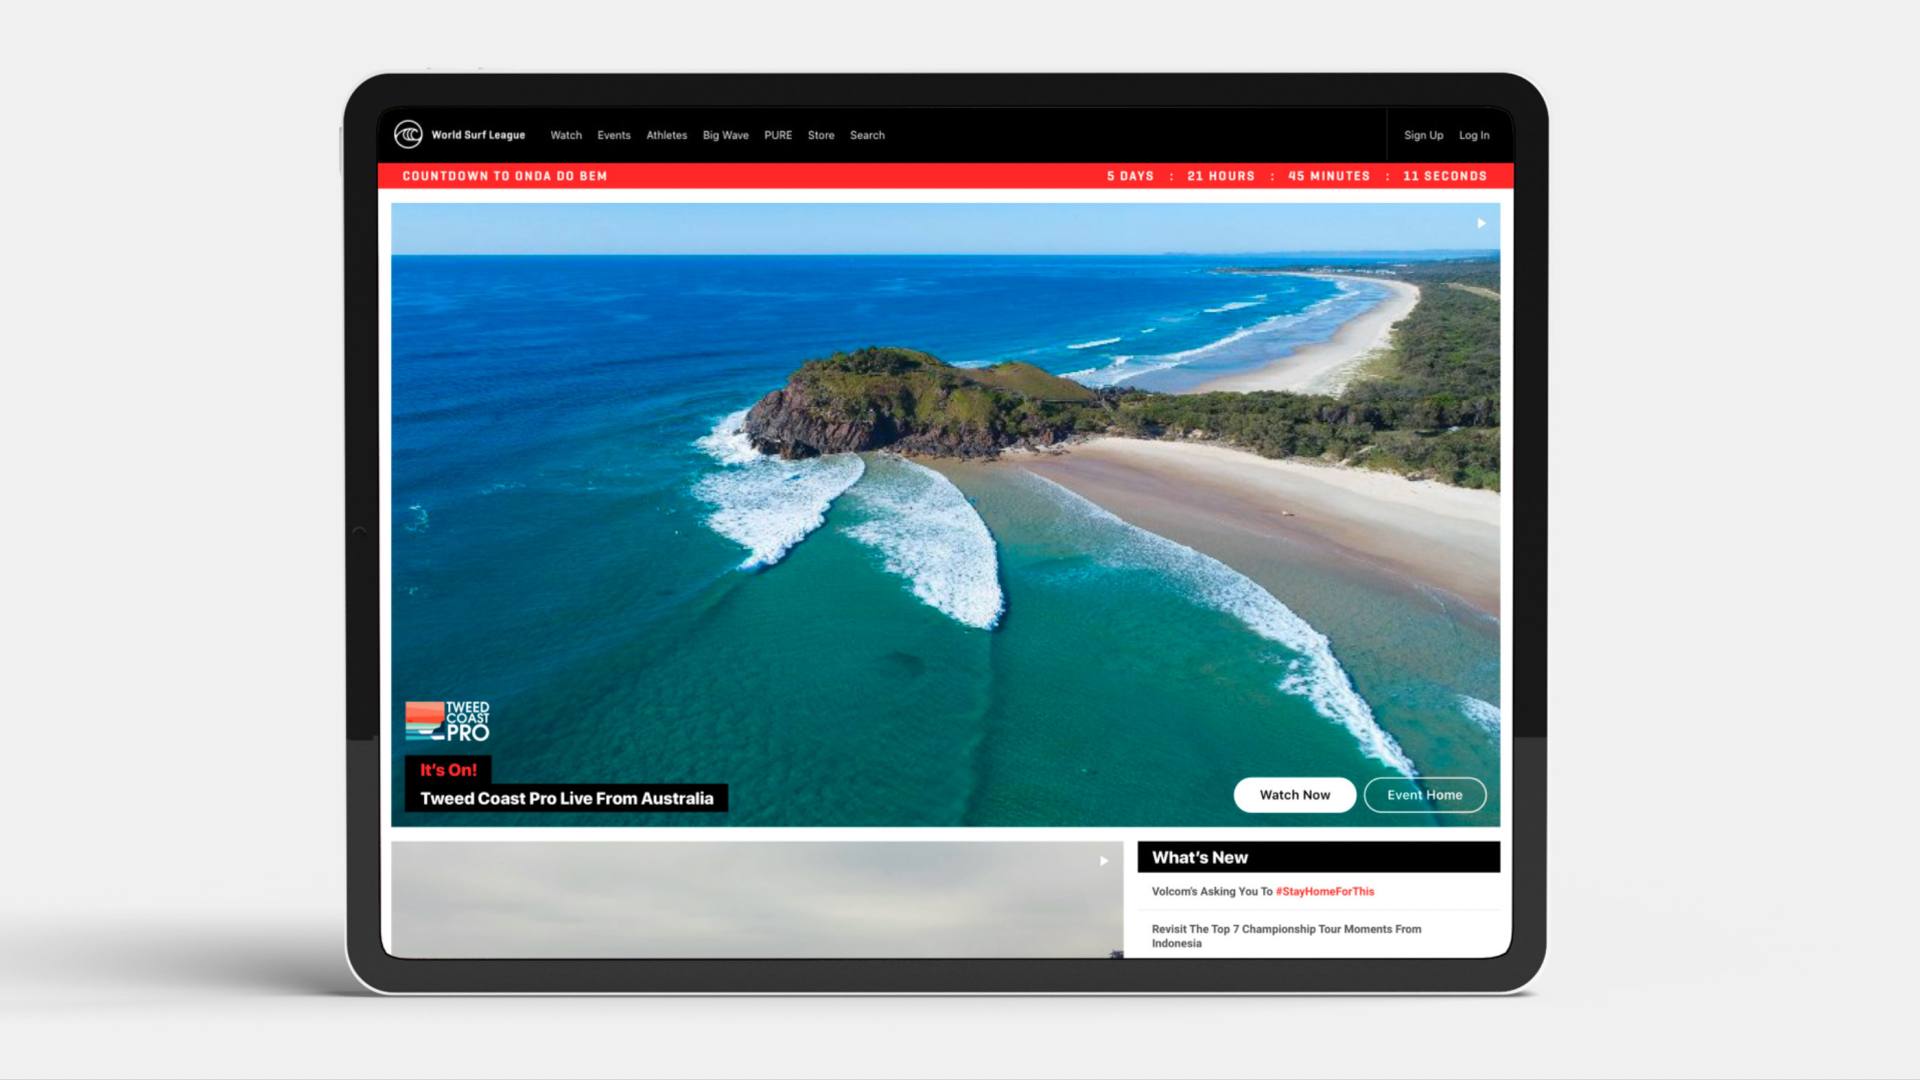 World Surf League Watch Events Athletes Big Wave PURE Store Search Sign Up Log In
COUNTDOWN TO ONDA DO BEM 5 DAYS : 21 HOURS : 45 MINUTES : 11 SECONDS
TWEED
COAST
PRO
It's On!
Tweed Coast Pro Live From Australia
Watch Now Event Home
What's New
Volcom's Asking You To #StayHomeForThis
Revisit The Top 7 Championship Tour Moments From
Indonesia